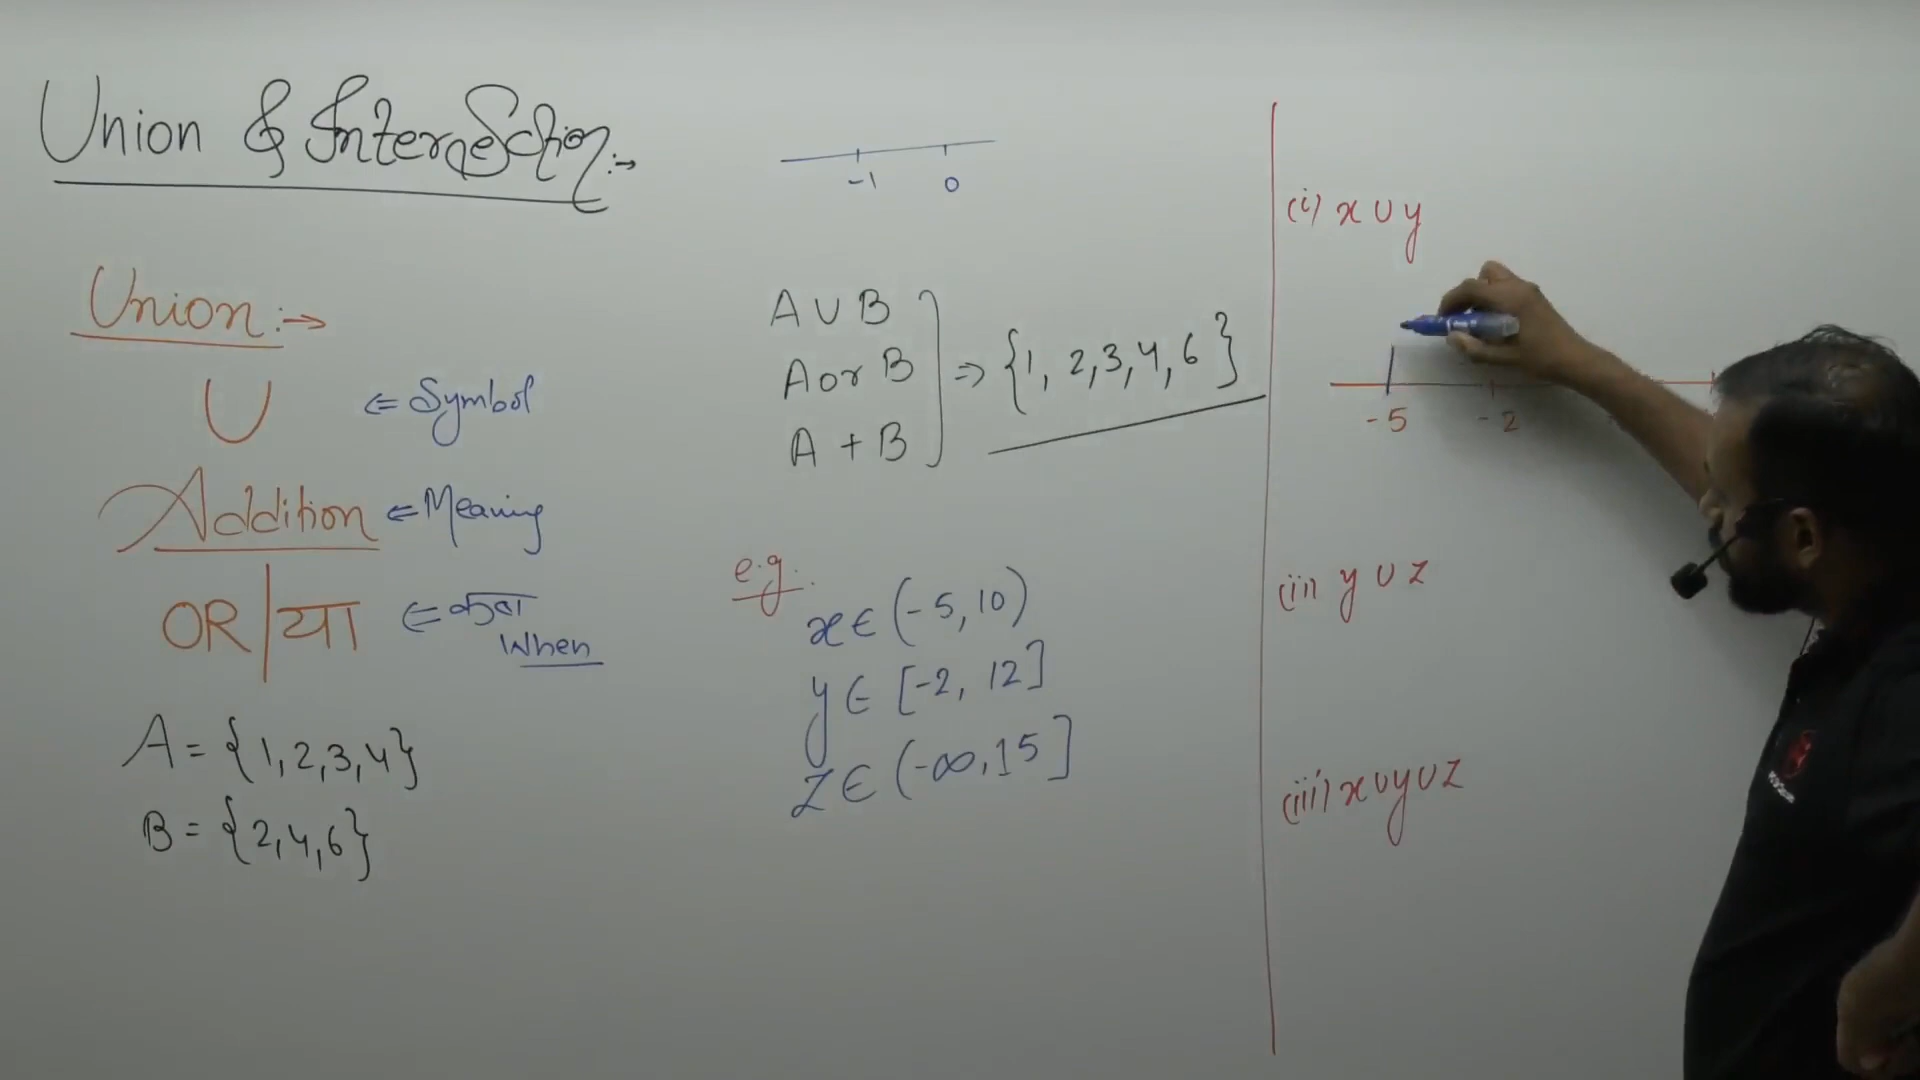 Union & Intersection :→
-1 0
Union :→
∪ ⇐ Symbol
Addition ⇐ Meaning
OR | या ⇐ कब
When
A = {1, 2, 3, 4}
B = {2, 4, 6}
A ∪ B
A or B
A + B
⇒ {1, 2, 3, 4, 6}
e.g.
x ∈ (-5, 10)
y ∈ [-2, 12]
z ∈ (-∞, 15]
(i) x ∪ y
-5 -2
(ii) y ∪ z
(iii) x ∪ y ∪ z